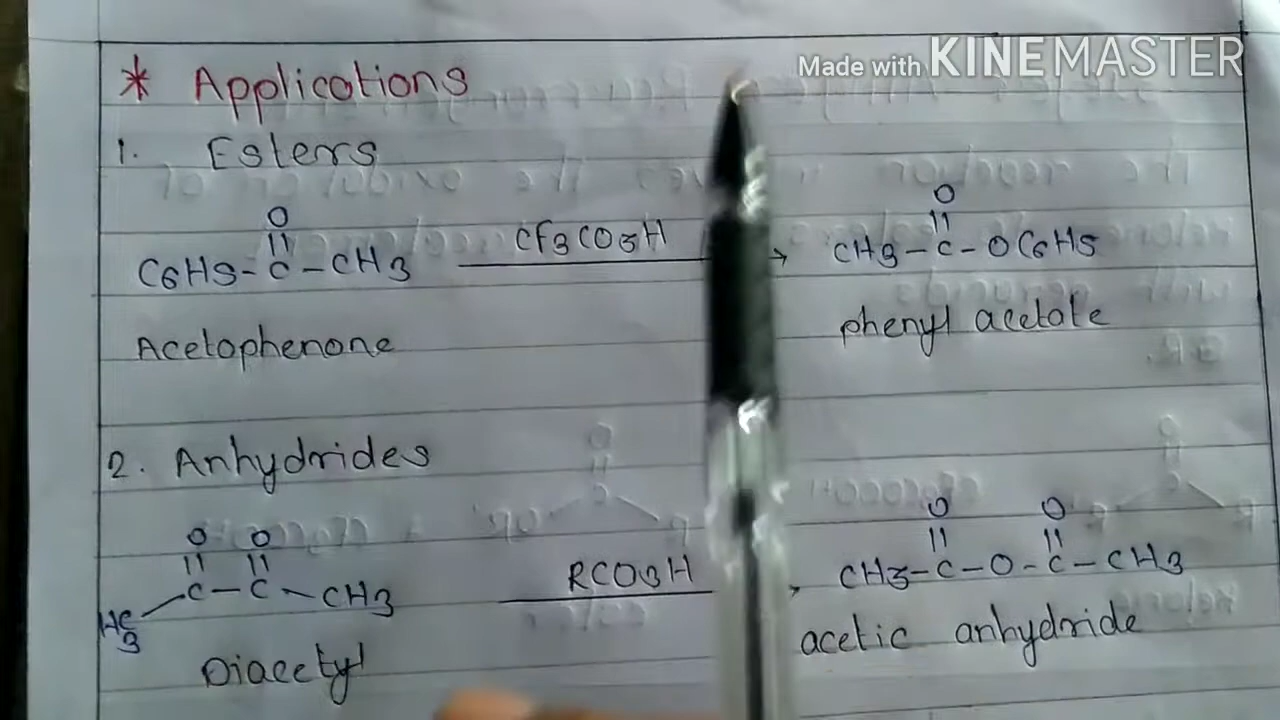 Made with KINEMASTER
* Applications
1. Esters
O O
|| CF3CO3H ||
C6H5-C-CH3 → CH3-C-OC6H5
Acetophenone phenyl acetate
2. Anhydrides
O O O O
|| || RCO3H || ||
H3C C-C-CH3 → CH3-C-O-C-CH3
Diacetyl acetic anhydride